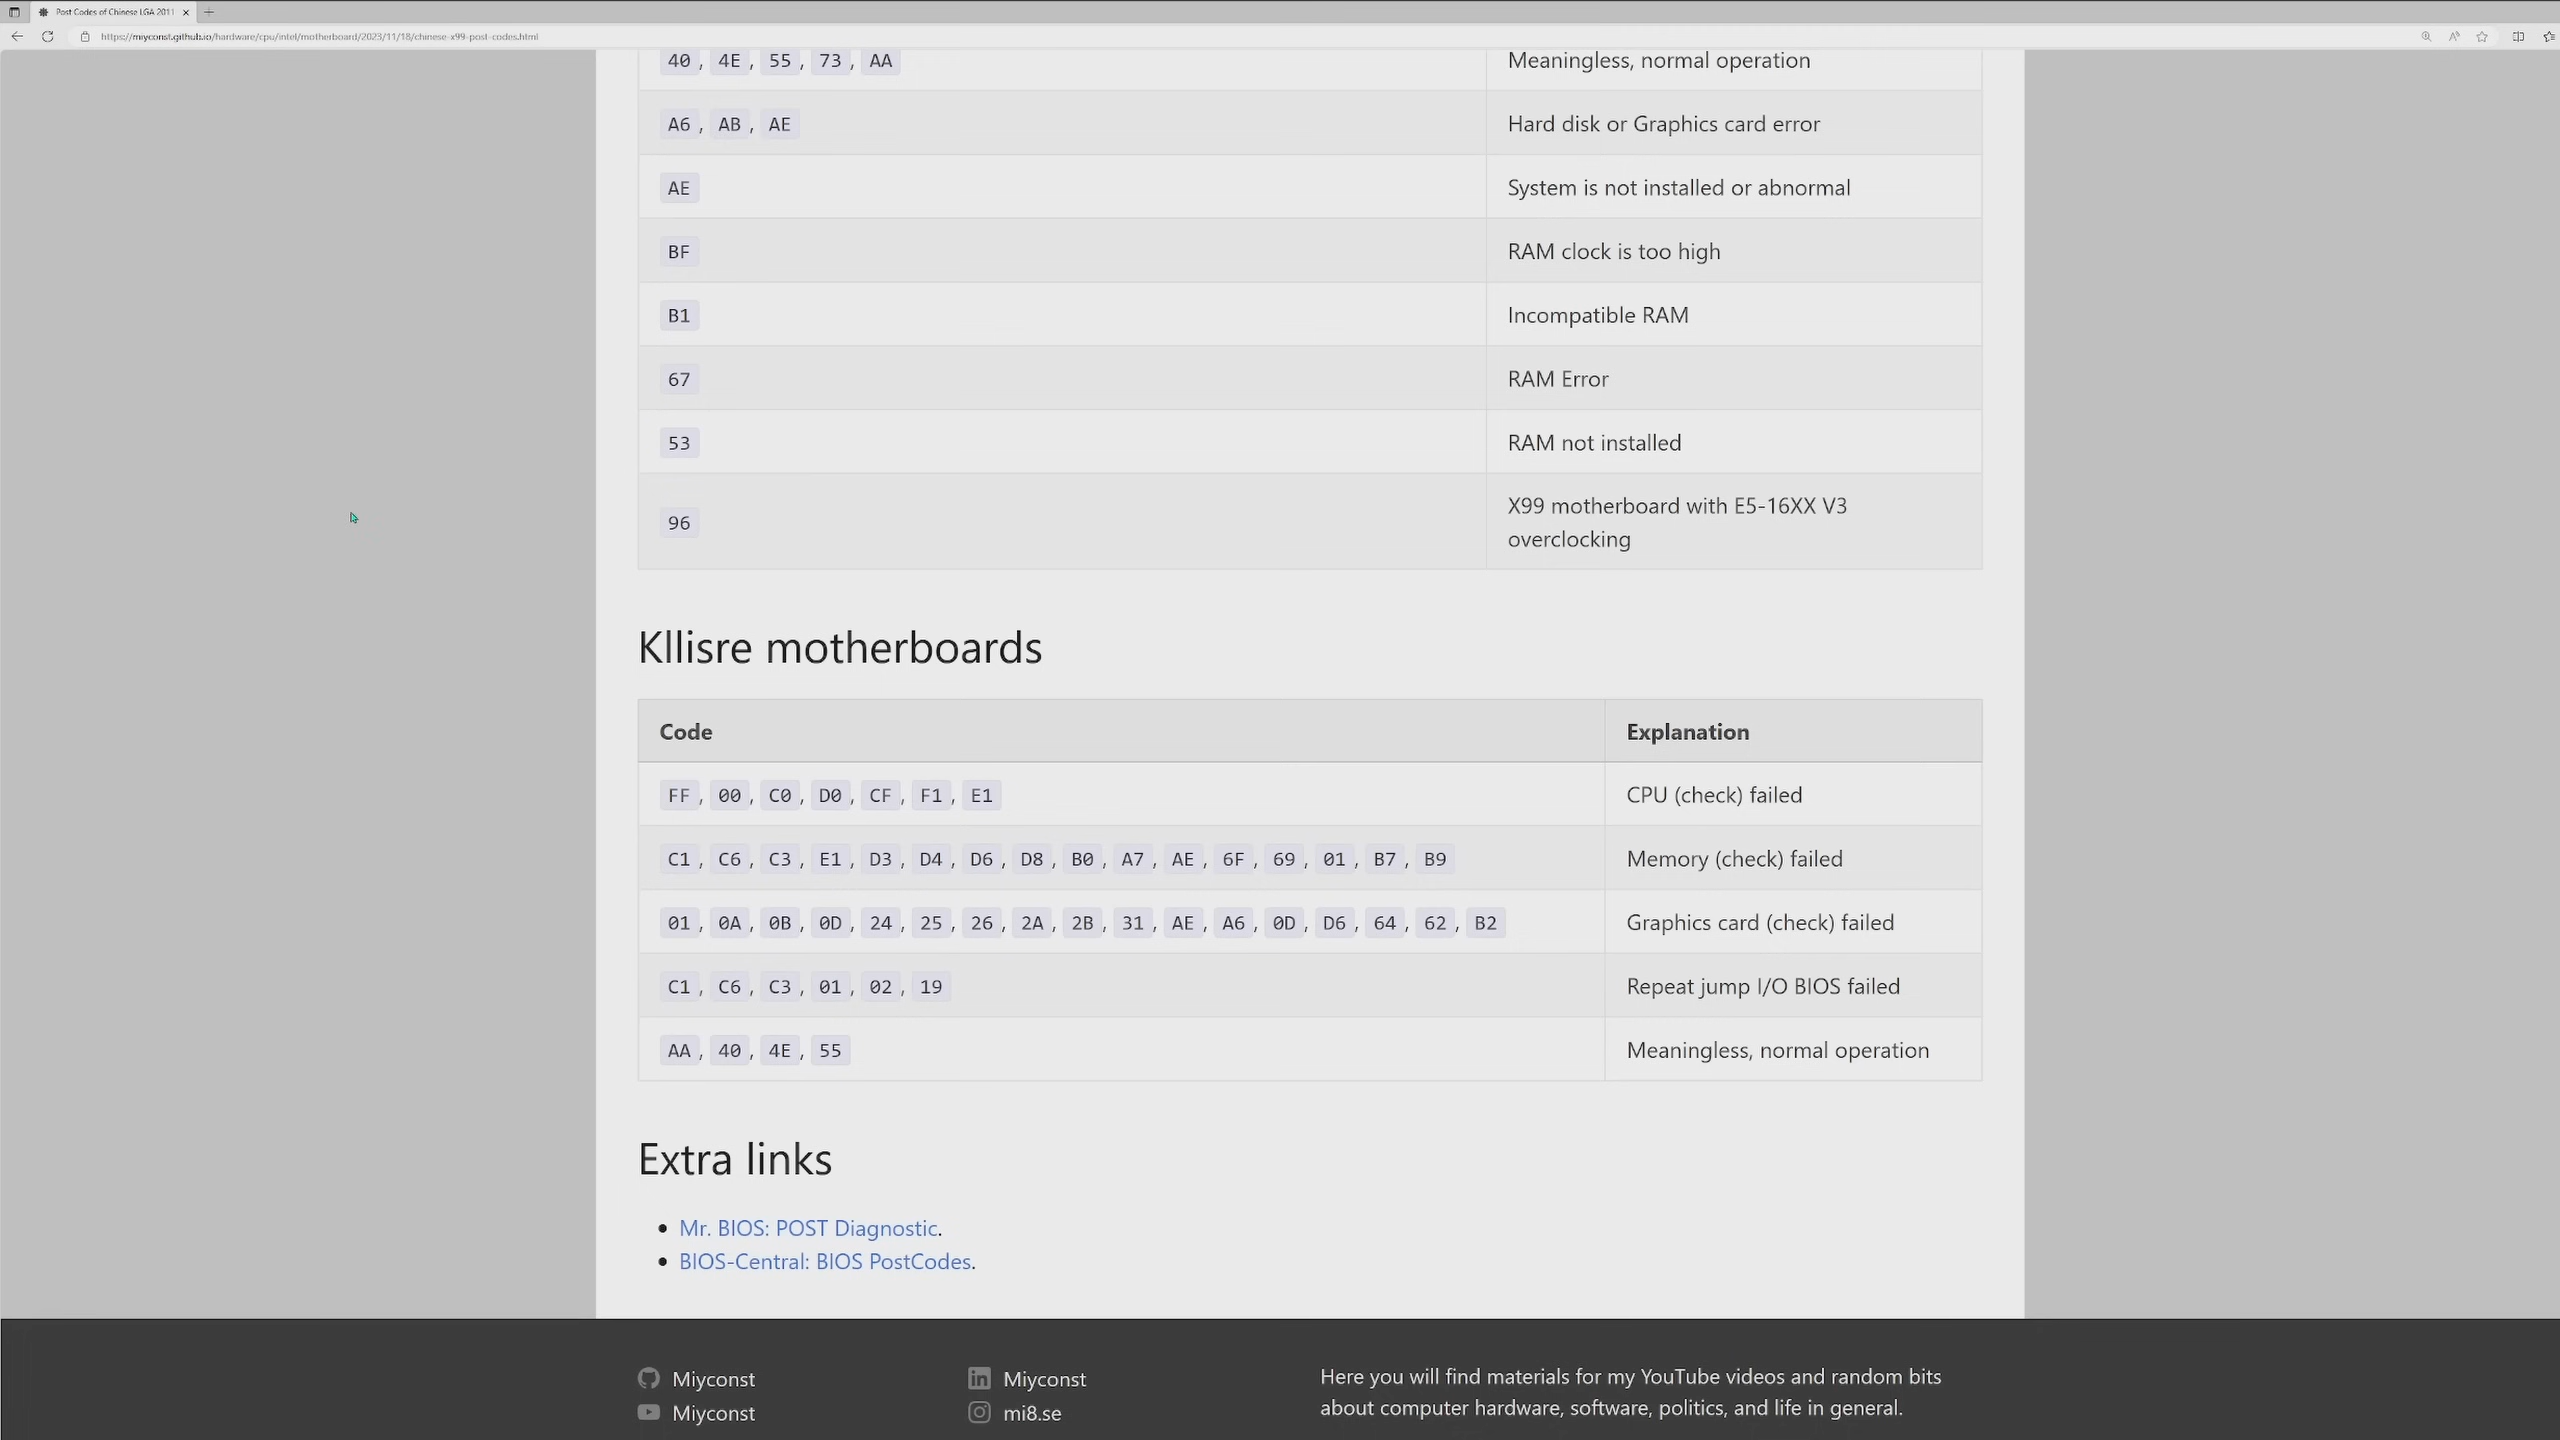 Post Codes of Chinese LGA 2011
https://miyconst.github.io/hardware/cpu/intel/motherboard/2023/11/18/chinese-x99-post-codes.html
40 , 4E , 55 , 73 , AA Meaningless, normal operation
A6 , AB , AE Hard disk or Graphics card error
AE System is not installed or abnormal
BF RAM clock is too high
B1 Incompatible RAM
67 RAM Error
53 RAM not installed
96 X99 motherboard with E5-16XX V3
overclocking
Kllisre motherboards
Code Explanation
FF , 00 , C0 , D0 , CF , F1 , E1 CPU (check) failed
C1 , C6 , C3 , E1 , D3 , D4 , D6 , D8 , B0 , A7 , AE , 6F , 69 , 01 , B7 , B9 Memory (check) failed
01 , 0A , 0B , 0D , 24 , 25 , 26 , 2A , 2B , 31 , AE , A6 , 0D , D6 , 64 , 62 , B2 Graphics card (check) failed
C1 , C6 , C3 , 01 , 02 , 19 Repeat jump I/O BIOS failed
AA , 40 , 4E , 55 Meaningless, normal operation
Extra links
• Mr. BIOS: POST Diagnostic.
• BIOS-Central: BIOS PostCodes.
Miyconst
Miyconst
Miyconst
mi8.se
Here you will find materials for my YouTube videos and random bits
about computer hardware, software, politics, and life in general.